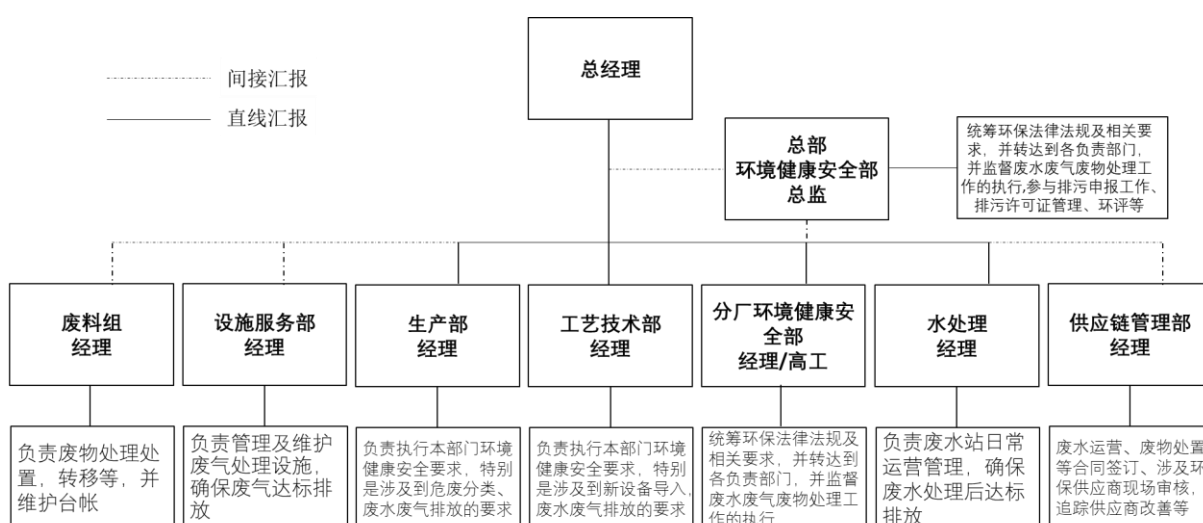 总经理
间接汇报
直线汇报
总部
环境健康安全部
总监
统筹环保法律法规及相关要
求，并转达到各负责部门，
并监督废水废气废物处理工
作的执行,参与排污申报工作、
排污许可证管理、环评等
废料组
经理
设施服务部
经理
生产部
经理
工艺技术部
经理
分厂环境健康安
全部
经理/高工
水处理
经理
供应链管理部
经理
负责废物处理处
置，转移等，并
维护台帐
负责管理及维护
废气处理设施，
确保废气达标排
放
负责执行本部门环境
健康安全要求，特别
是涉及到危废分类、
废水废气排放的要求
负责执行本部门环境
健康安全要求，特别
是涉及到新设备导入，
废水废气排放的要求
统筹环保法律法规及
相关要求，并转达到
各负责部门，并监督
废水废气废物处理工
作的执行
负责废水站日常
运营管理，确保
废水处理后达标
排放
废水运营、废物处置
等合同签订、涉及环
保供应商现场审核，
追踪供应商改善等